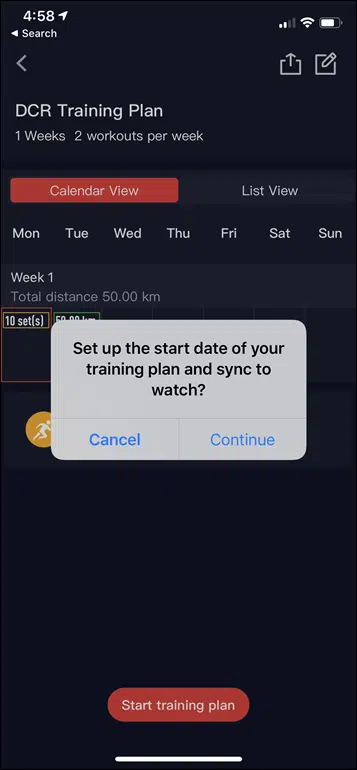 4:58
◀ Search
DCR Training Plan
1 Weeks 2 workouts per week
Calendar View List View
Mon Tue Wed Thu Fri Sat Sun
Week 1
Total distance 50.00 km
10 set(s) 50.00 km
Set up the start date of your
training plan and sync to
watch?
Cancel Continue
Start training plan